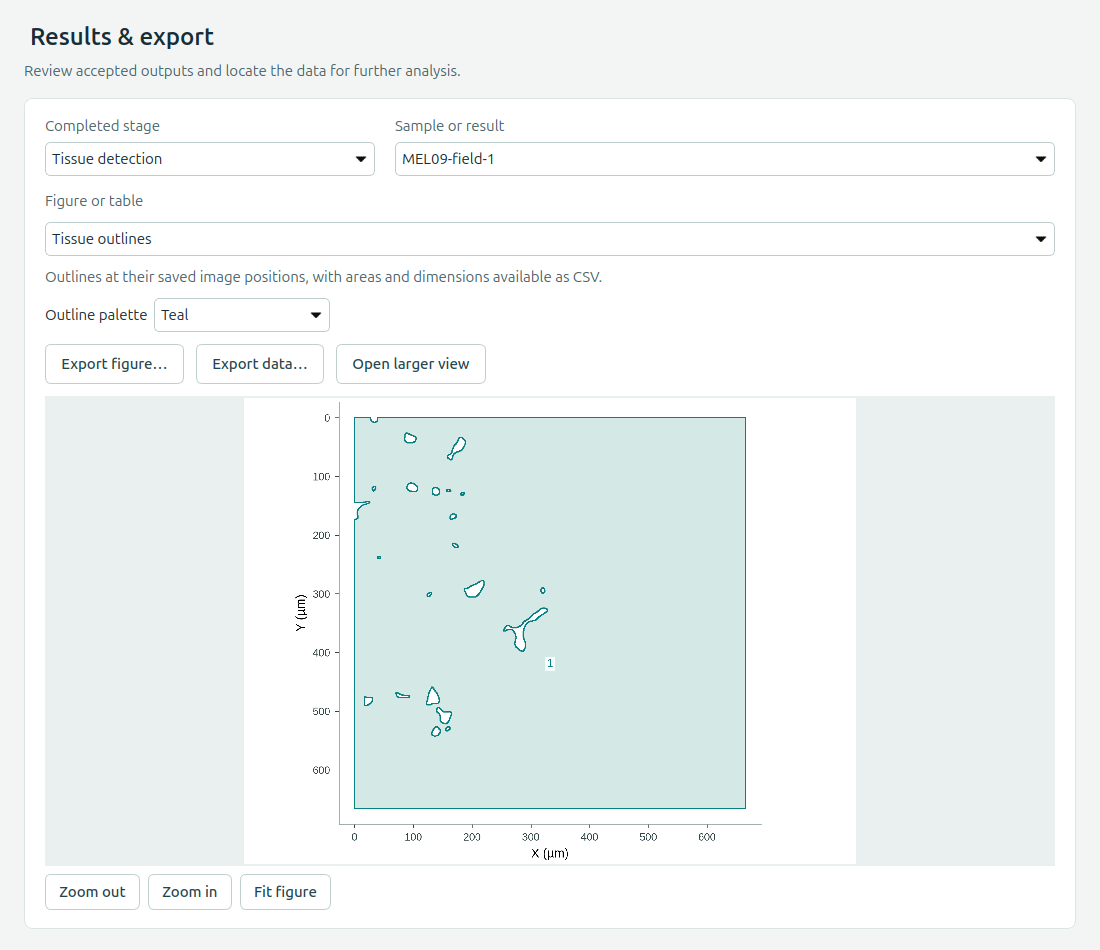 Results & export
Review accepted outputs and locate the data for further analysis.
Completed stage
Sample or result
Tissue detection
MEL09-field-1
Figure or table
Tissue outlines
Outlines at their saved image positions, with areas and dimensions available as CSV.
Outline palette
Teal
Export figure...
Export data...
Open larger view
0
100
200
300
400
500
600
Y (µm)
1
0
100
200
300
400
500
600
X (µm)
Zoom out
Zoom in
Fit figure